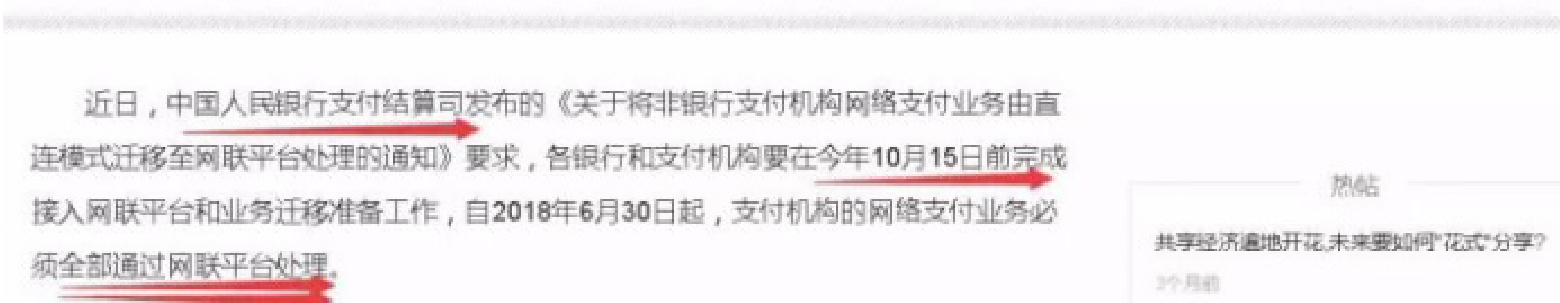 近日，中国人民银行支付结算司发布的《关于将非银行支付机构网络支付业务由直
连模式迁移至网联平台处理的通知》要求，各银行和支付机构要在今年10月15日前完成
接入网联平台和业务迁移准备工作，自2018年6月30日起，支付机构的网络支付业务必
须全部通过网联平台处理。
热帖
共享经济遍地开花,未来要如何"花式"分享?
3个月前